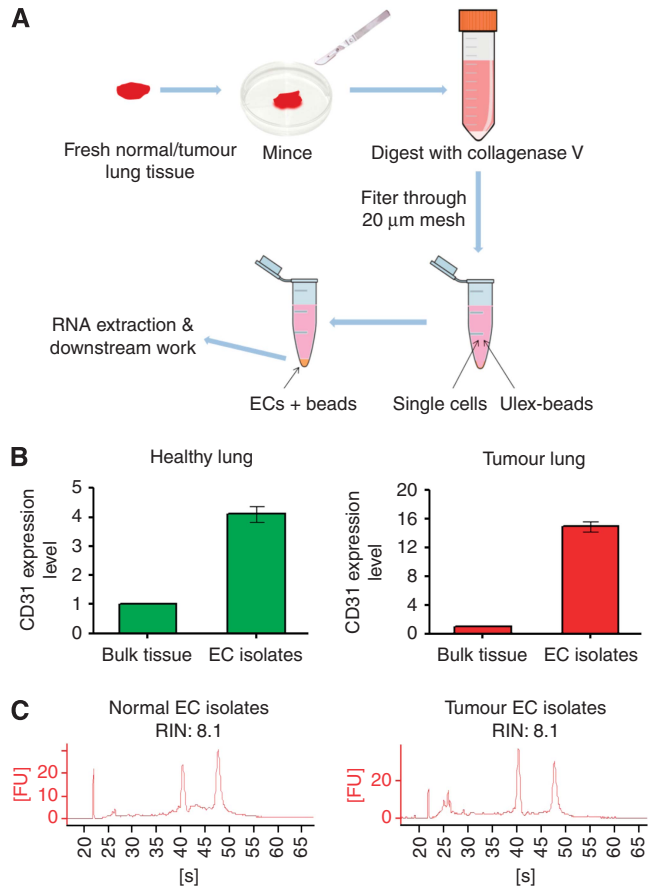 A
Fresh normal/tumour
lung tissue
Mince
Digest with collagenase V
Fiter through
20 µm mesh
RNA extraction &
downstream work
ECs + beads
Single cells
Ulex-beads
B
Healthy lung
CD31 expression
level
5
4
3
2
1
0
Bulk tissue
EC isolates
Tumour lung
CD31 expression
level
20
16
12
8
4
0
Bulk tissue
EC isolates
C
Normal EC isolates
RIN: 8.1
[FU]
20
10
0
20 25 30 35 40 45 50 55 60 65
[s]
Tumour EC isolates
RIN: 8.1
[FU]
20
0
20 25 30 35 40 45 50 55 60 65
[s]